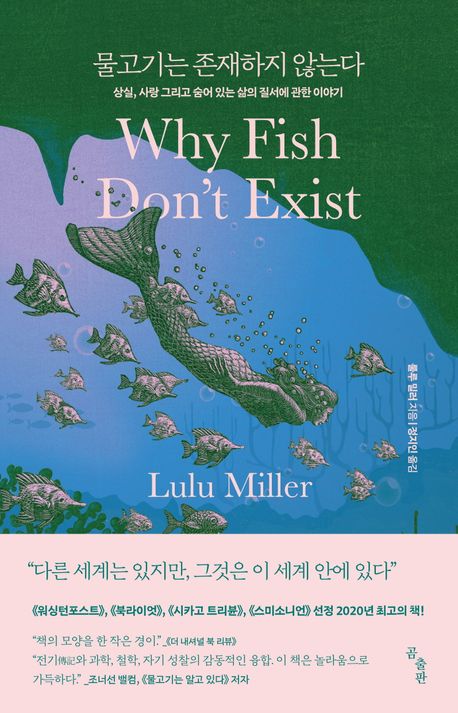 물고기는 존재하지 않는다
상실, 사랑 그리고 숨어 있는 삶의 질서에 관한 이야기
Why Fish
Don't Exist
룰루 밀러 지음 | 정지인 옮김
Lulu Miller
“다른 세계는 있지만, 그것은 이 세계 안에 있다”
《워싱턴포스트》, 《북라이엇》, 《시카고 트리뷴》, 《스미소니언》 선정 2020년 최고의 책!
“책의 모양을 한 작은 경이.”_《더 내셔널 북 리뷰》
“전기傳記와 과학, 철학, 자기 성찰의 감동적인 융합. 이 책은 놀라움으로
가득하다.” _조너선 밸컴, 《물고기는 알고 있다》 저자
곰출판